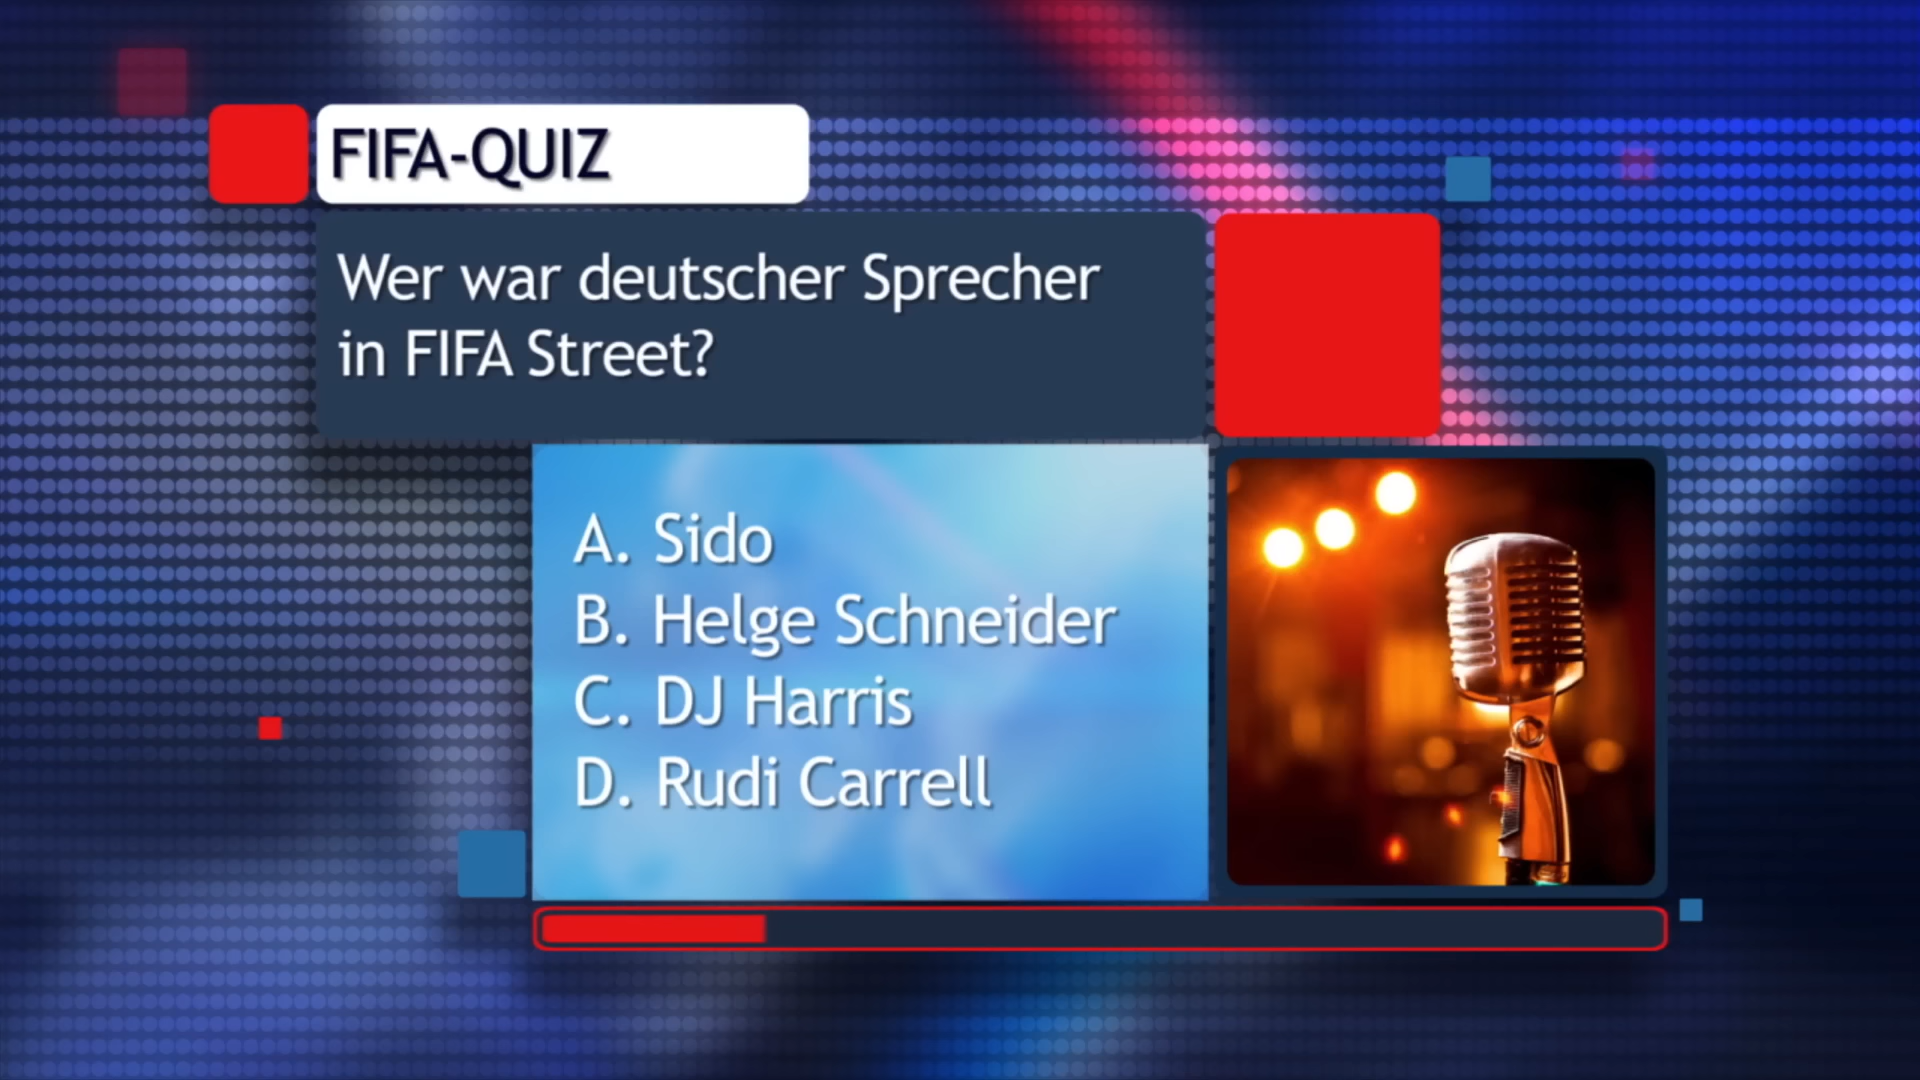 FIFA-QUIZ
Wer war deutscher Sprecher
in FIFA Street?
A. Sido
B. Helge Schneider
C. DJ Harris
D. Rudi Carrell